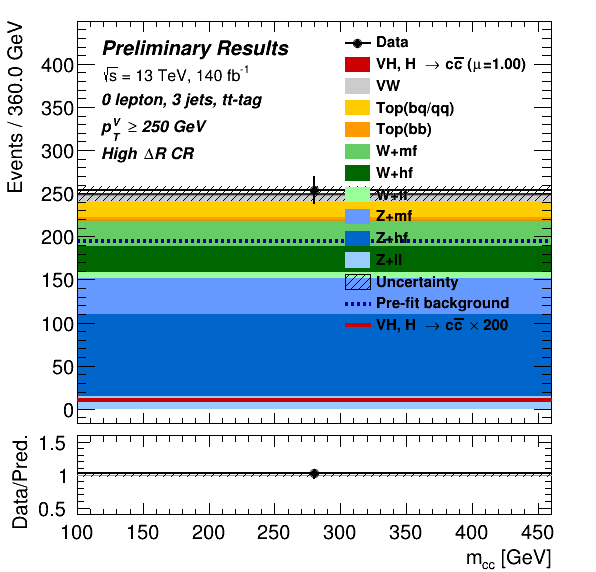 Events / 360.0 GeV
400
350
300
250
200
150
100
50
0
Preliminary Results
√s = 13 TeV, 140 fb⁻¹
0 lepton, 3 jets, tt-tag
p_T^V ≥ 250 GeV
High ΔR CR
Data
VH, H → cc̅ (μ=1.00)
VW
Top(bq/qq)
Top(bb)
W+mf
W+hf
W+ll
Z+mf
Z+hf
Z+ll
Uncertainty
Pre-fit background
VH, H → cc̅ × 200
Data/Pred.
1.5
1
0.5
100 150 200 250 300 350 400 450
m_cc [GeV]